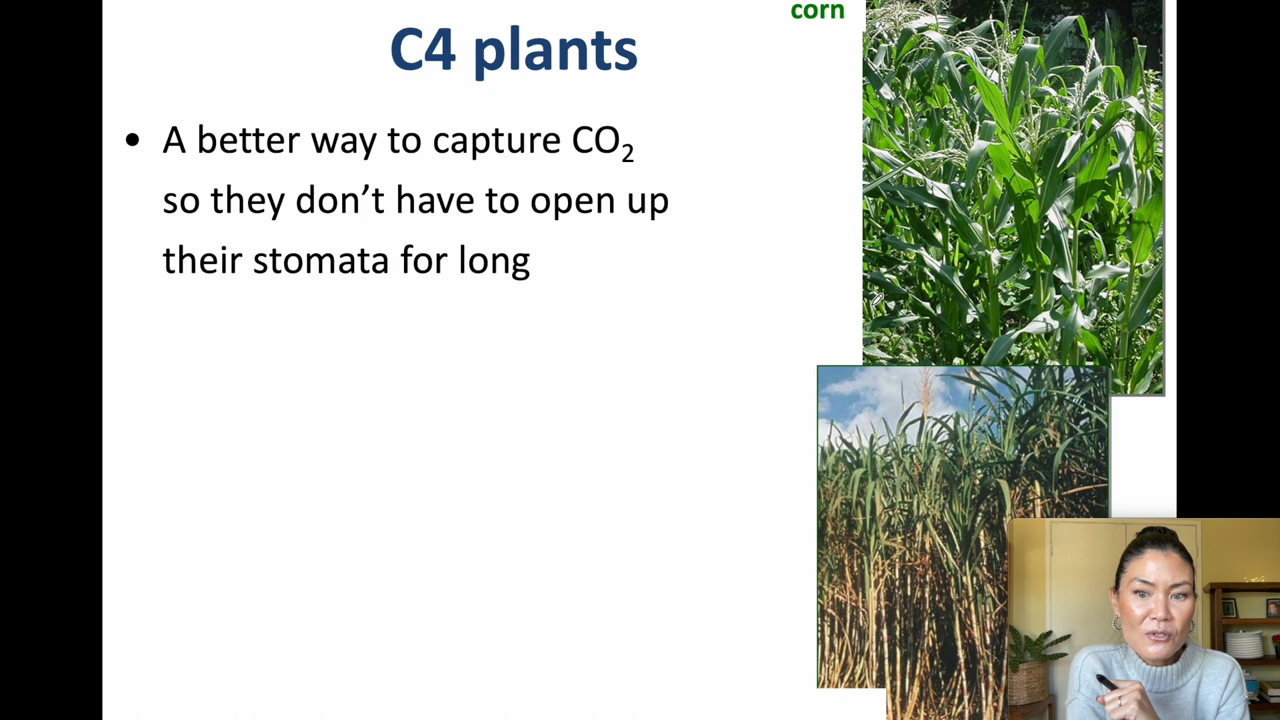 corn
C4 plants
• A better way to capture CO₂
so they don’t have to open up
their stomata for long